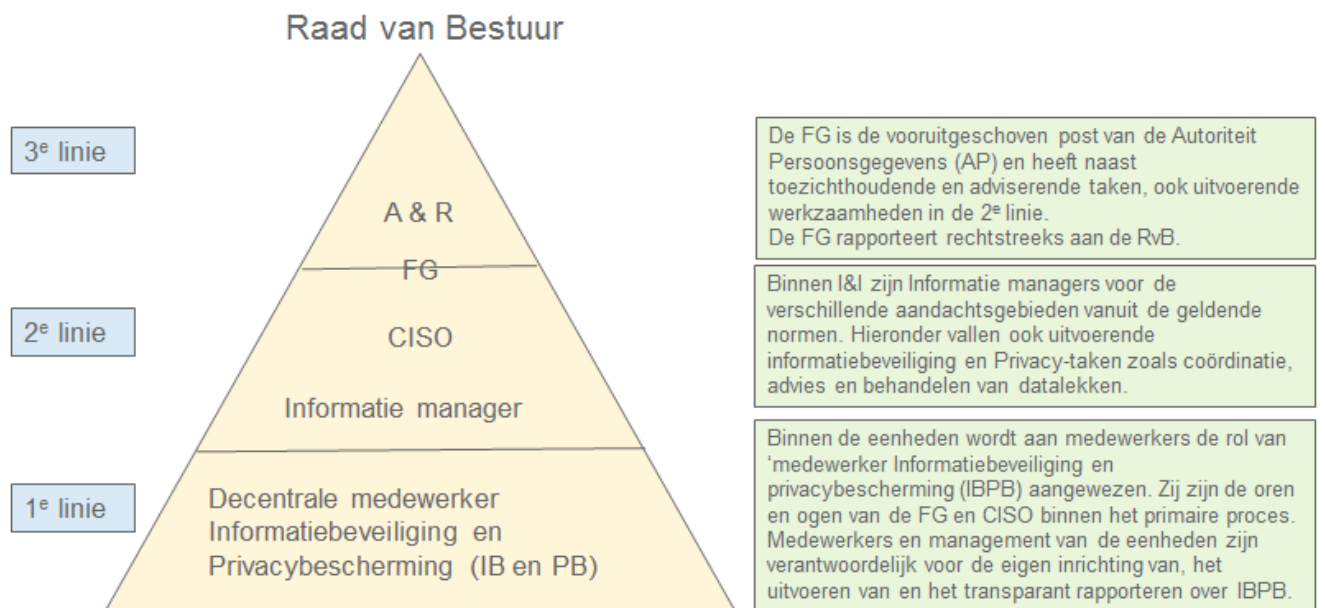 Raad van Bestuur
3e linie
A & R
FG
De FG is de vooruitgeschoven post van de Autoriteit
Persoonsgegevens (AP) en heeft naast
toezichthoudende en adviserende taken, ook uitvoerende
werkzaamheden in de 2e linie.
De FG rapporteert rechtstreeks aan de RvB.
2e linie
CISO
Informatie manager
Binnen I&I zijn Informatie managers voor de
verschillende aandachtsgebieden vanuit de geldende
normen. Hieronder vallen ook uitvoerende
informatiebeveiliging en Privacy-taken zoals coördinatie,
advies en behandelen van datalekken.
1e linie
Decentrale medewerker
Informatiebeveiliging en
Privacybescherming (IB en PB)
Binnen de eenheden wordt aan medewerkers de rol van
‘medewerker Informatiebeveiliging en
privacybescherming (IBPB) aangewezen. Zij zijn de oren
en ogen van de FG en CISO binnen het primaire proces.
Medewerkers en management van de eenheden zijn
verantwoordelijk voor de eigen inrichting van, het
uitvoeren van en het transparant rapporteren over IBPB.